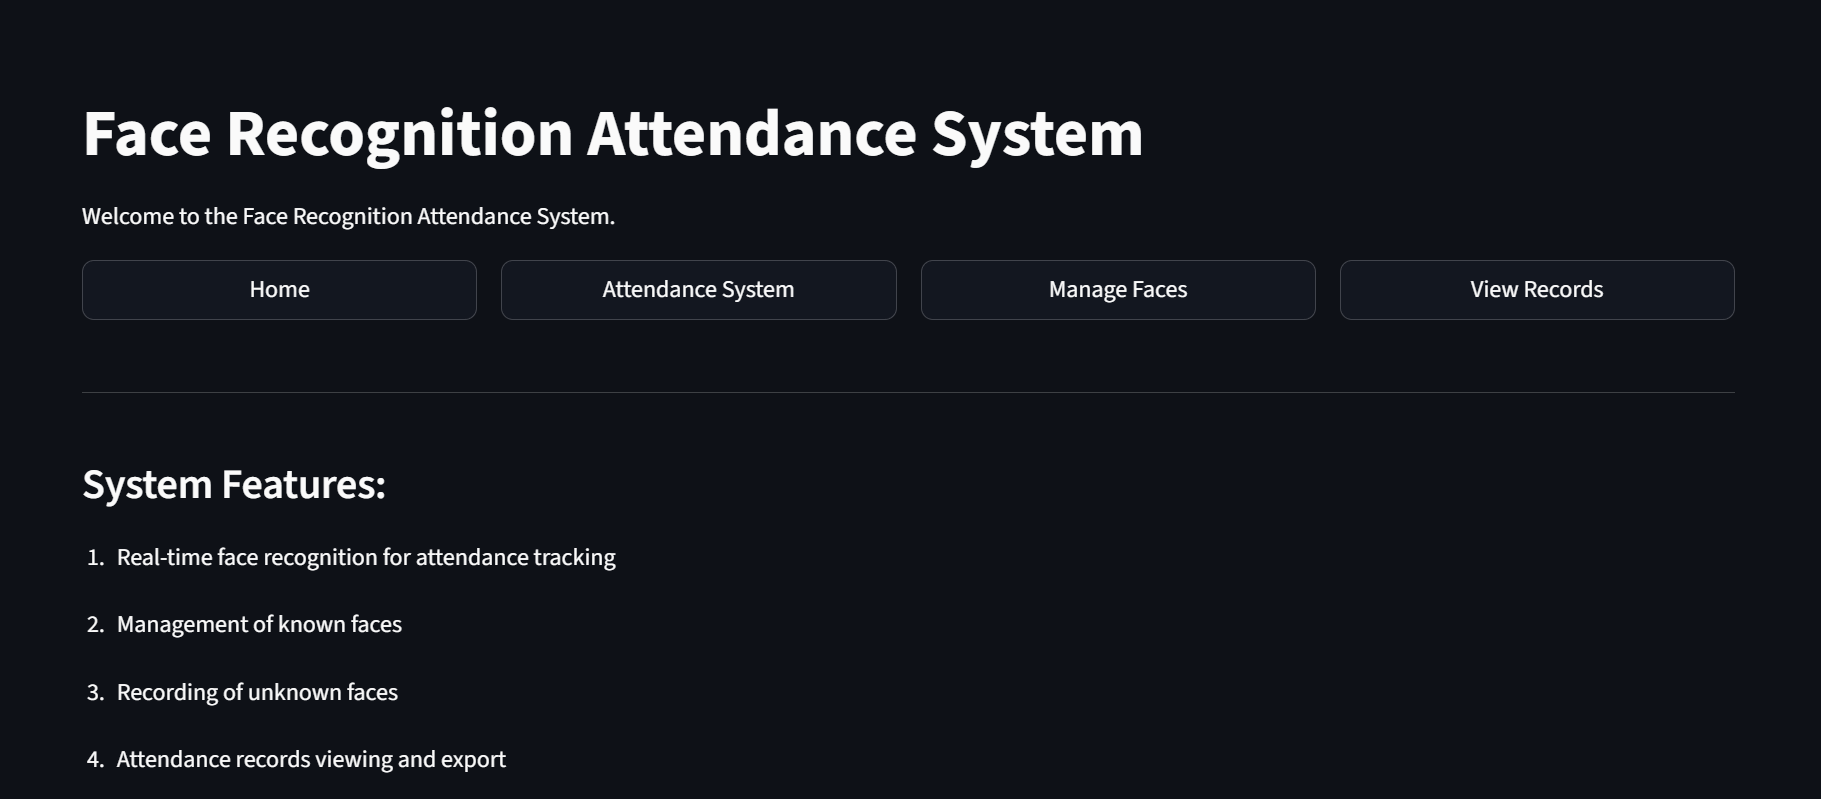 Face Recognition Attendance System
Welcome to the Face Recognition Attendance System.
Home
Attendance System
Manage Faces
View Records
System Features:
1. Real-time face recognition for attendance tracking
2. Management of known faces
3. Recording of unknown faces
4. Attendance records viewing and export